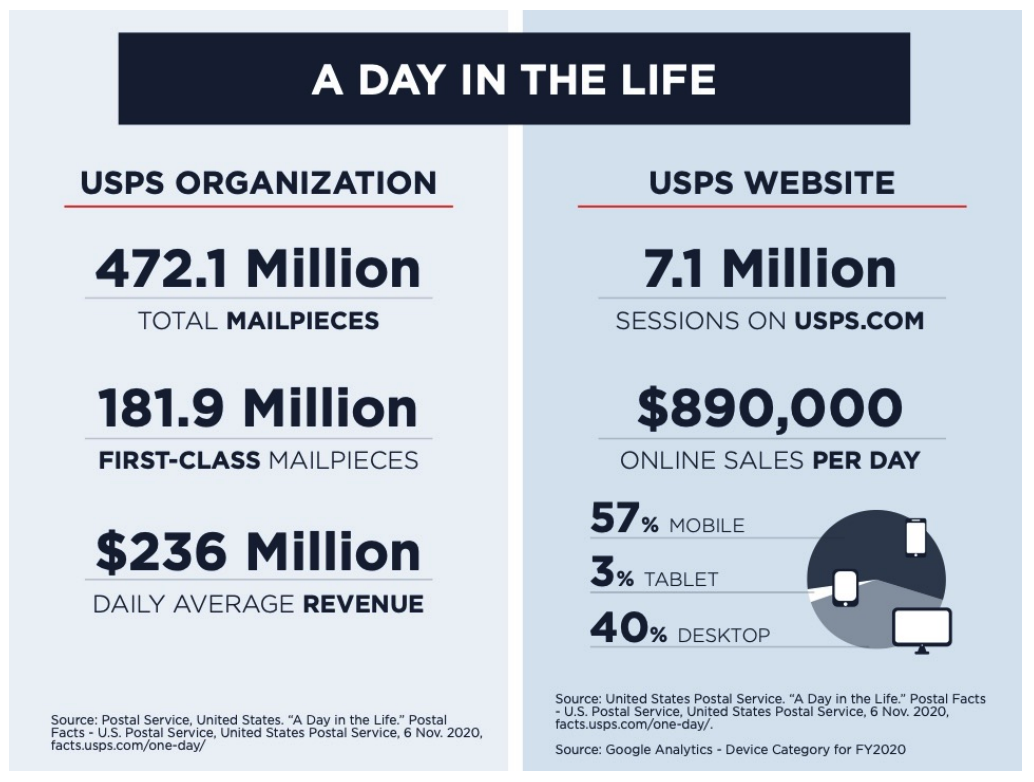 A DAY IN THE LIFE
USPS ORGANIZATION
472.1 Million
TOTAL MAILPIECES
181.9 Million
FIRST-CLASS MAILPIECES
$236 Million
DAILY AVERAGE REVENUE
Source: Postal Service, United States. “A Day in the Life.” Postal
Facts - U.S. Postal Service, United States Postal Service, 6 Nov. 2020,
facts.usps.com/one-day/
USPS WEBSITE
7.1 Million
SESSIONS ON USPS.COM
$890,000
ONLINE SALES PER DAY
57% MOBILE
3% TABLET
40% DESKTOP
Source: United States Postal Service. “A Day in the Life.” Postal Facts
- U.S. Postal Service, United States Postal Service, 6 Nov. 2020,
facts.usps.com/one-day/.
Source: Google Analytics - Device Category for FY2020